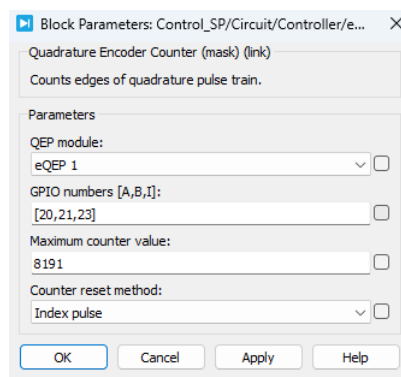 Block Parameters: Control_SP/Circuit/Controller/e...
Quadrature Encoder Counter (mask) (link)
Counts edges of quadrature pulse train.
Parameters
QEP module:
eQEP 1
GPIO numbers [A,B,I]:
[20,21,23]
Maximum counter value:
8191
Counter reset method:
Index pulse
OK Cancel Apply Help